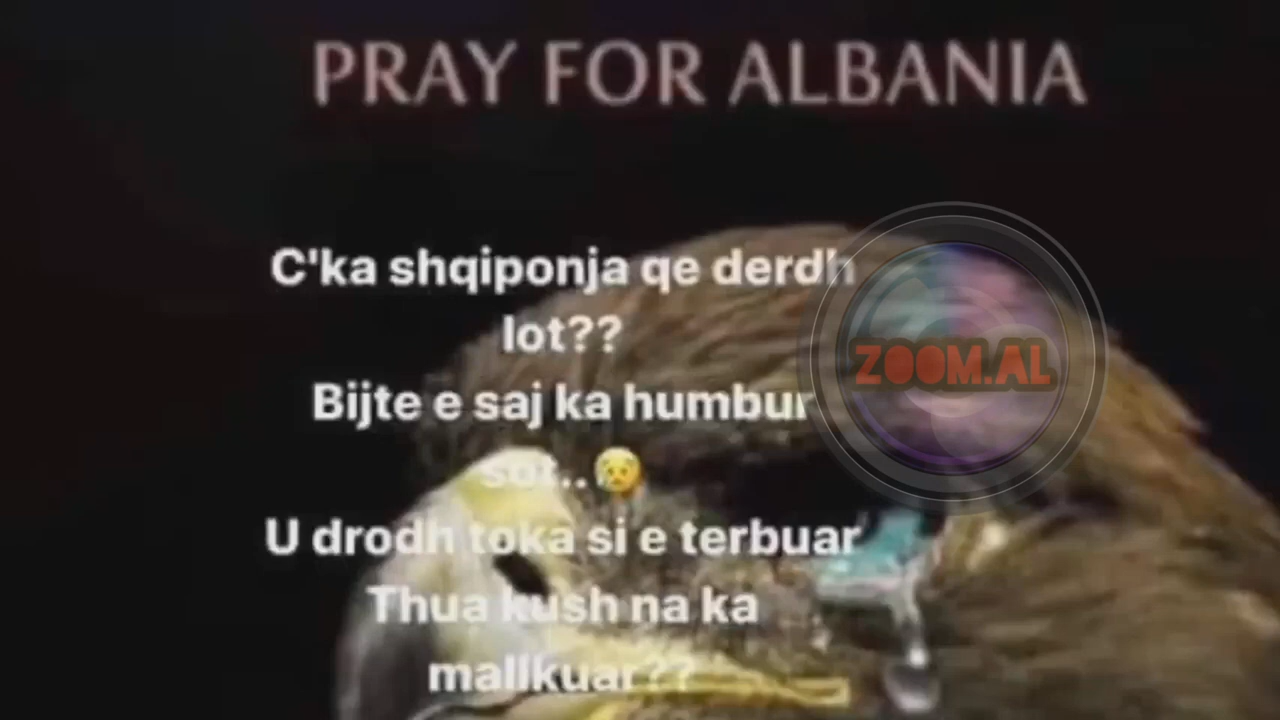 PRAY FOR ALBANIA
C'ka shqiponja qe derdh
lot??
Bijte e saj ka humbur
sot..😢
U drodh toka si e terbuar
Thua kush na ka
mallkuar??
ZOOM.AL